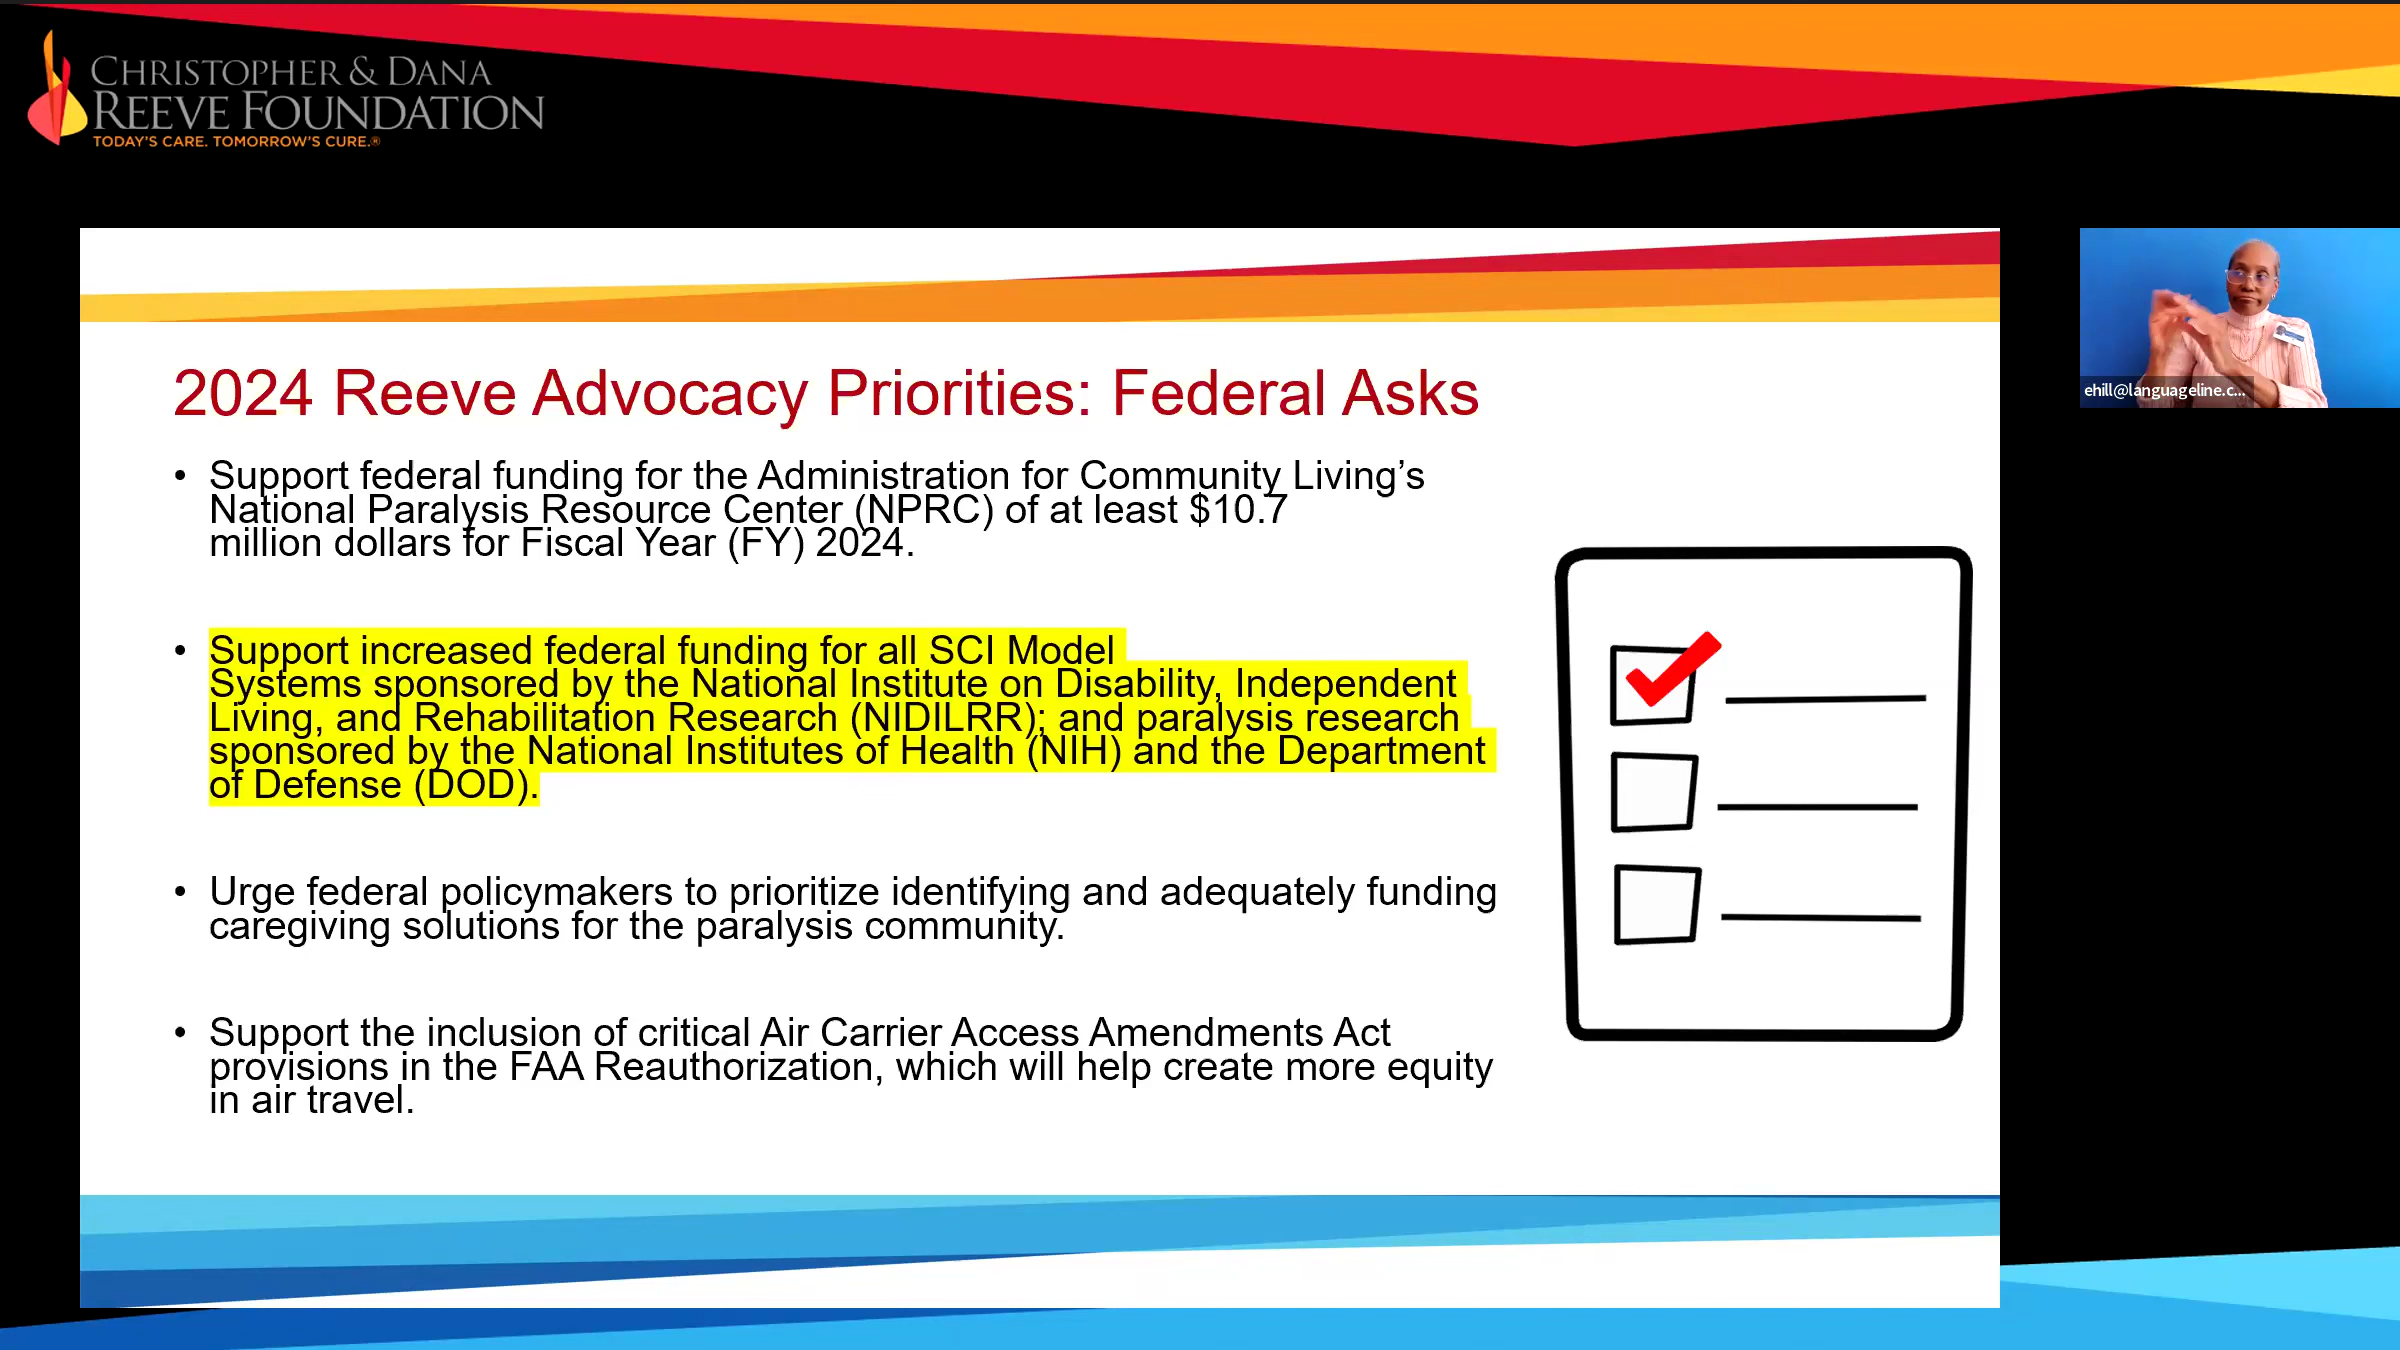 CHRISTOPHER & DANA
REEVE FOUNDATION
TODAY'S CARE. TOMORROW'S CURE.®
2024 Reeve Advocacy Priorities: Federal Asks
• Support federal funding for the Administration for Community Living’s
National Paralysis Resource Center (NPRC) of at least $10.7
million dollars for Fiscal Year (FY) 2024.
• Support increased federal funding for all SCI Model
Systems sponsored by the National Institute on Disability, Independent
Living, and Rehabilitation Research (NIDILRR); and paralysis research
sponsored by the National Institutes of Health (NIH) and the Department
of Defense (DOD).
• Urge federal policymakers to prioritize identifying and adequately funding
caregiving solutions for the paralysis community.
• Support the inclusion of critical Air Carrier Access Amendments Act
provisions in the FAA Reauthorization, which will help create more equity
in air travel.
ehill@languageline.c...